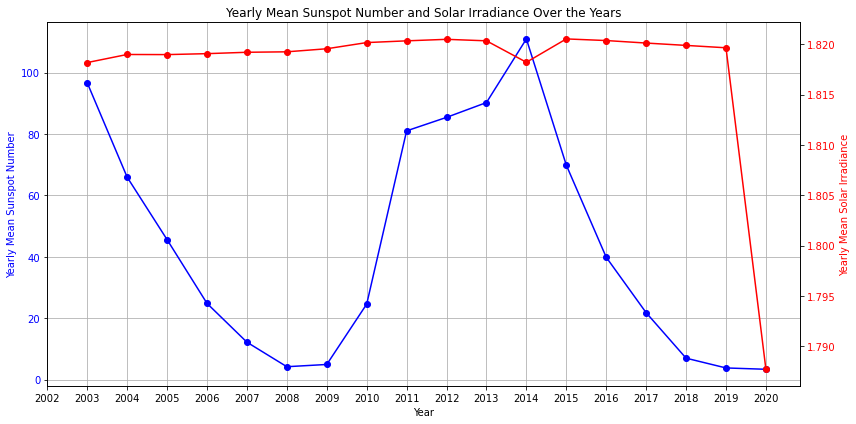 Yearly Mean Sunspot Number and Solar Irradiance Over the Years
Yearly Mean Sunspot Number
100
80
60
40
20
0
1.820
1.815
1.810
1.805
1.800
1.795
1.790
Yearly Mean Solar Irradiance
2002 2003 2004 2005 2006 2007 2008 2009 2010 2011 2012 2013 2014 2015 2016 2017 2018 2019 2020
Year